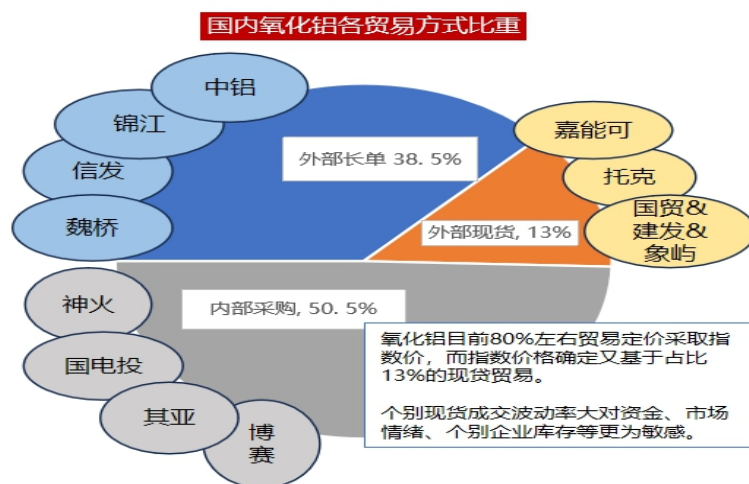 国内氧化铝各贸易方式比重
中铝
锦江
信发
魏桥
外部长单 38. 5%
嘉能可
托克
国贸&
建发&
象屿
外部现货, 13%
神火
国电投
其亚
博
赛
内部采购, 50. 5%
氧化铝目前80%左右贸易定价采取指
数价，而指数价格确定又基于占比
13%的现贷贸易。
个别现货成交波动率大对资金、市场
情绪、个别企业库存等更为敏感。